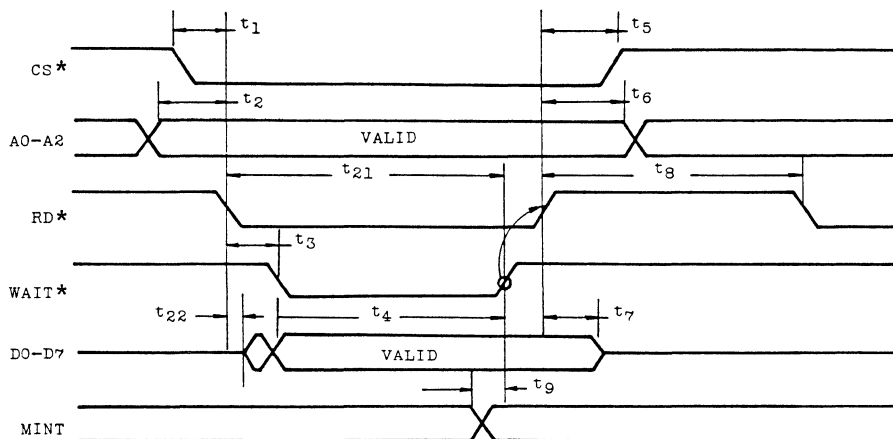 t1 t5
CS*
t2 t6
A0-A2 VALID
t21 t8
RD*
t3
WAIT*
t22 t4 t7
D0-D7 VALID
t9
MINT